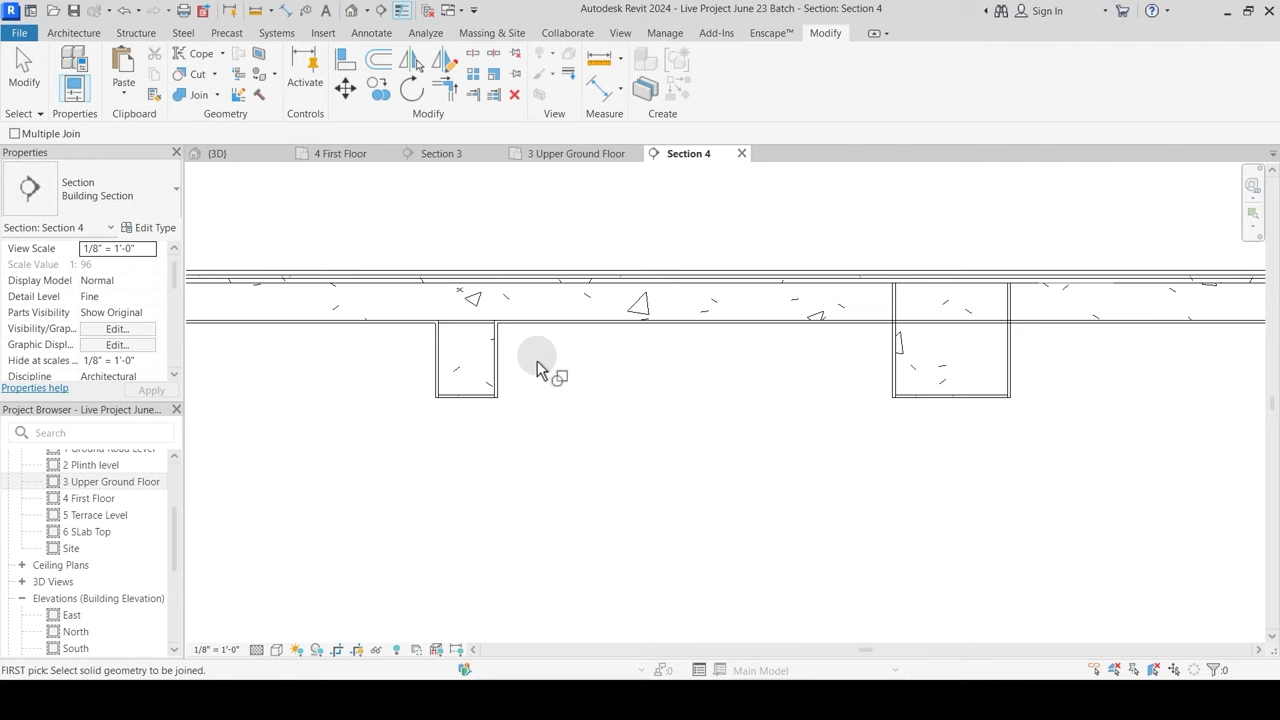 Autodesk Revit 2024 - Live Project June 23 Batch - Section: Section 4
Sign In
File
Architecture
Structure
Steel
Precast
Systems
Insert
Annotate
Analyze
Massing & Site
Collaborate
View
Manage
Add-Ins
Enscape™
Modify
Modify
Paste
Cope
Cut
Join
Activate
Select
Properties
Clipboard
Geometry
Controls
Modify
View
Measure
Create
Multiple Join
Properties
{3D}
4 First Floor
Section 3
3 Upper Ground Floor
Section 4
Section
Building Section
Section: Section 4
Edit Type
View Scale
1/8" = 1'-0"
Scale Value 1:
96
Display Model
Normal
Detail Level
Fine
Parts Visibility
Show Original
Visibility/Grap...
Edit...
Graphic Displ...
Edit...
Hide at scales ...
1/8" = 1'-0"
Discipline
Architectural
Properties help
Apply
Project Browser - Live Project June...
Search
1 Ground Road Level
2 Plinth level
3 Upper Ground Floor
4 First Floor
5 Terrace Level
6 SLab Top
Site
Ceiling Plans
3D Views
Elevations (Building Elevation)
East
North
South
1/8" = 1'-0"
FIRST pick: Select solid geometry to be joined.
:0
Main Model
:0